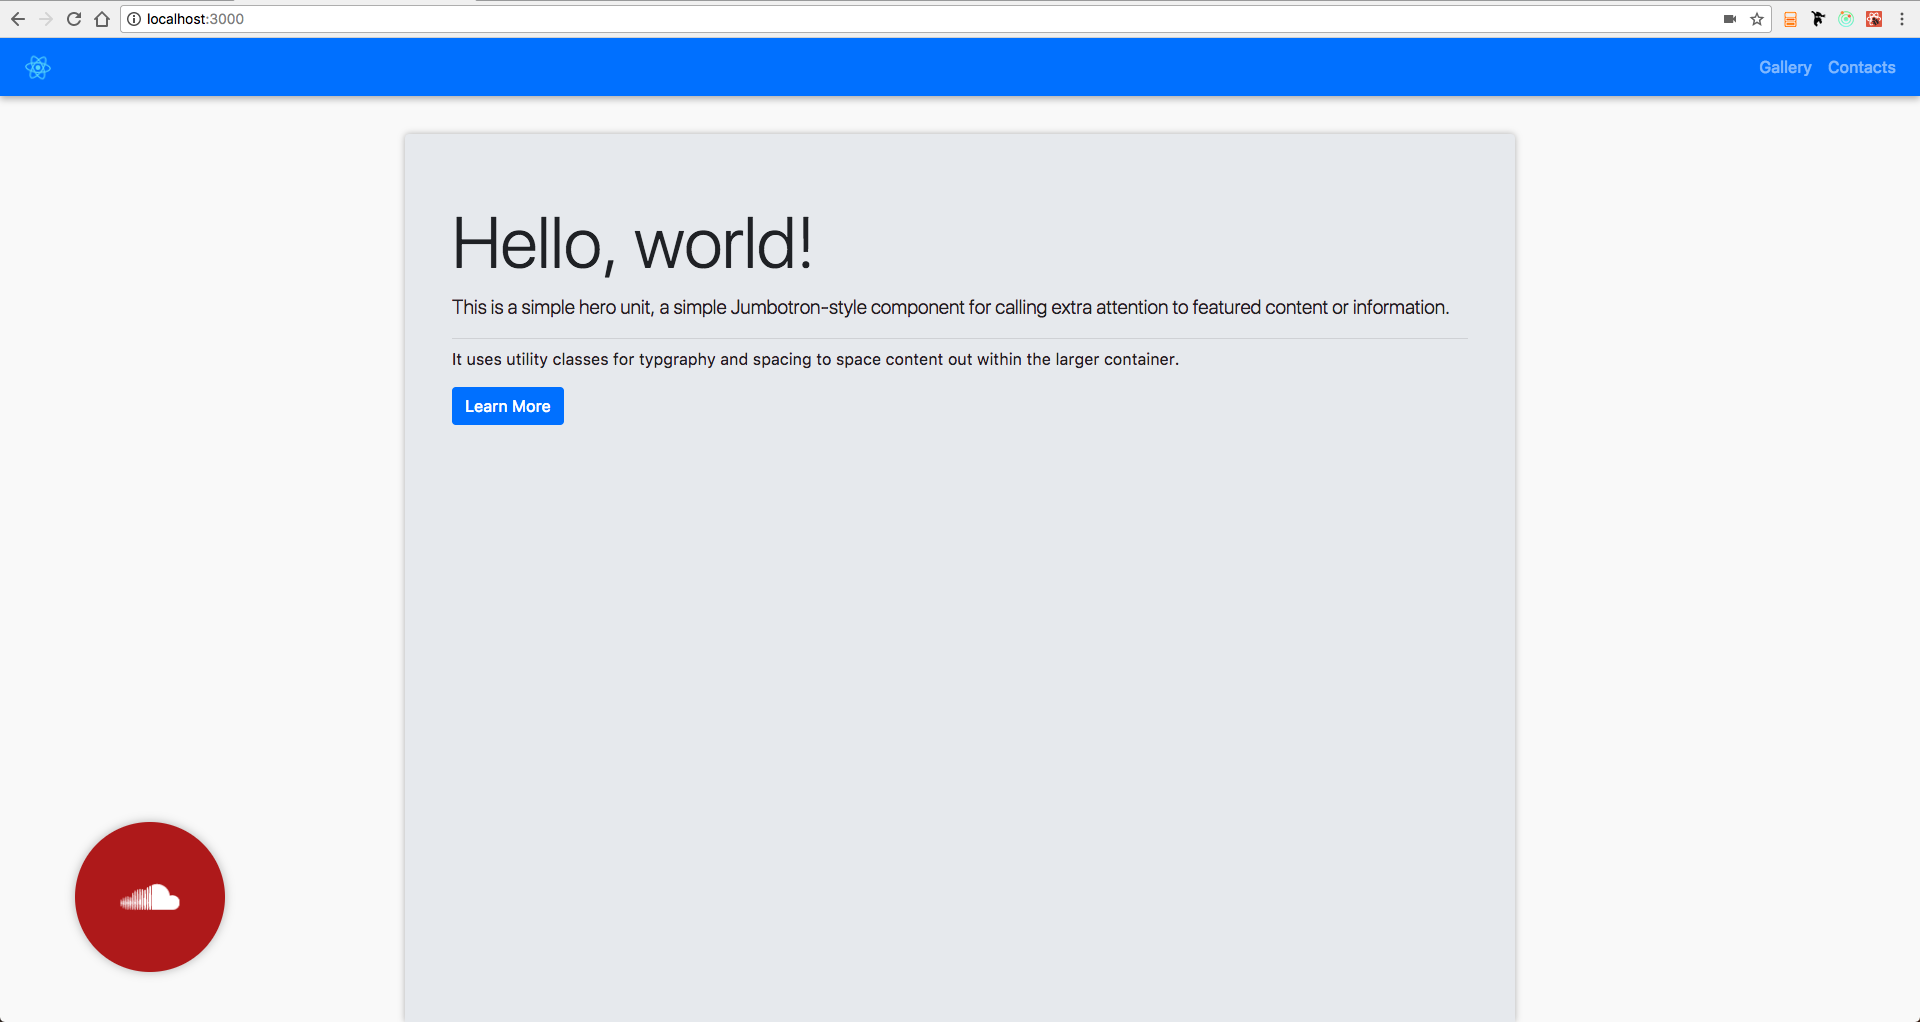 localhost:3000
Gallery Contacts
Hello, world!
This is a simple hero unit, a simple Jumbotron-style component for calling extra attention to featured content or information.
It uses utility classes for typgraphy and spacing to space content out within the larger container.
Learn More